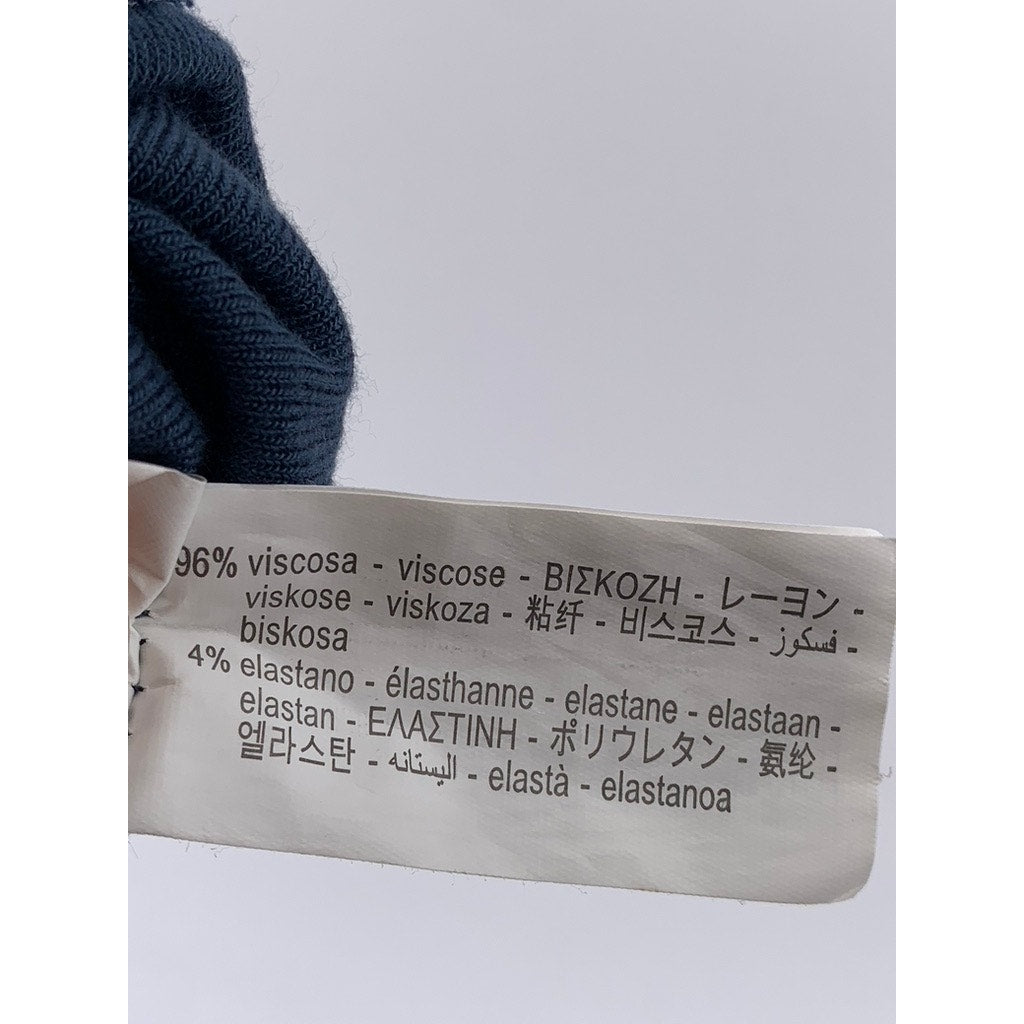 96% viscosa - viscose - ΒΙΣΚΟΖΗ - レーヨン -
viskose - viskoza - 粘纤 - 비스코스 - فسكوز -
biskosa
4% elastano - élasthanne - elastane - elastaan -
elastan - ΕΛΑΣΤΙΝΗ - ポリウレタン - 氨纶 -
엘라스탄 - اليستانه - elastà - elastanoa